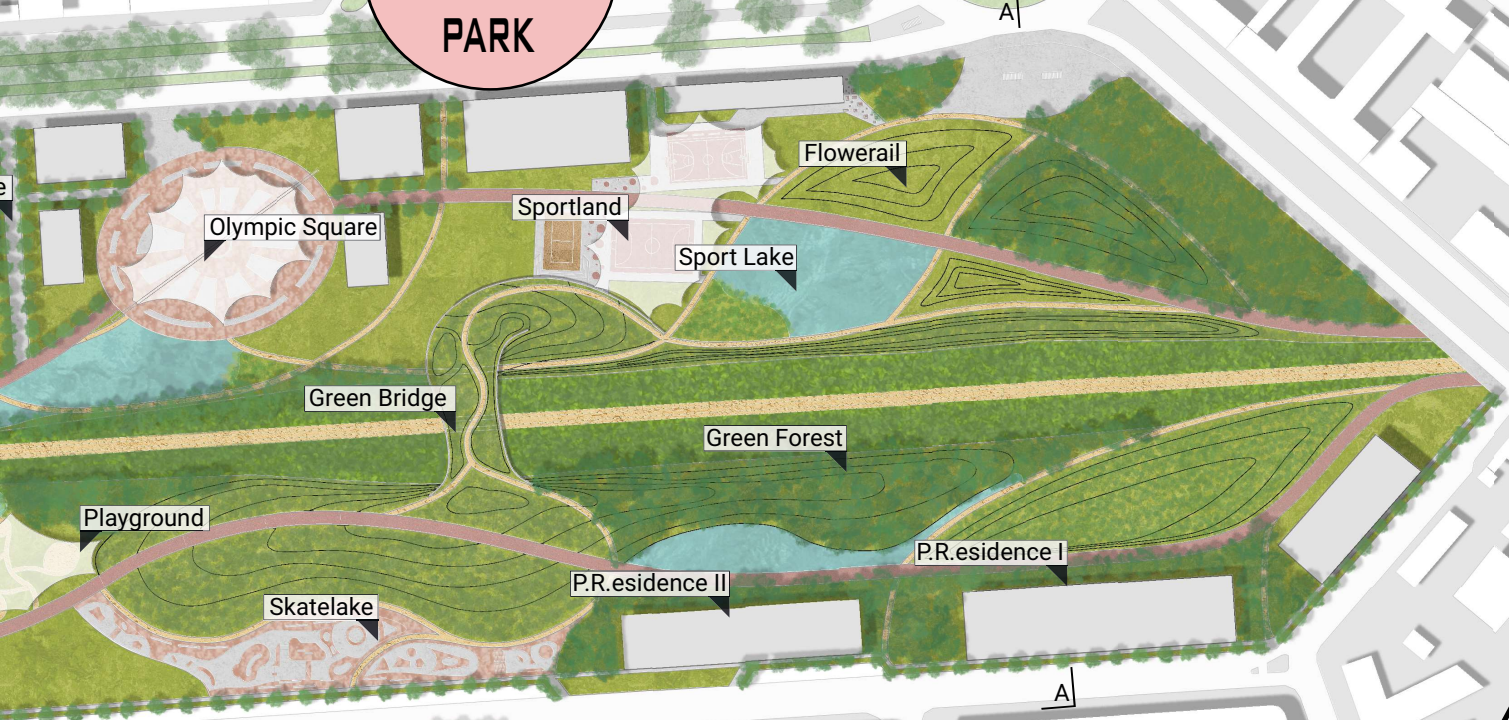 A
PARK
Flowerail
e
Sportland
Olympic Square
Sport Lake
Green Bridge
Green Forest
Playground
P.R.esidence I
P.R.esidence II
Skatelake
A